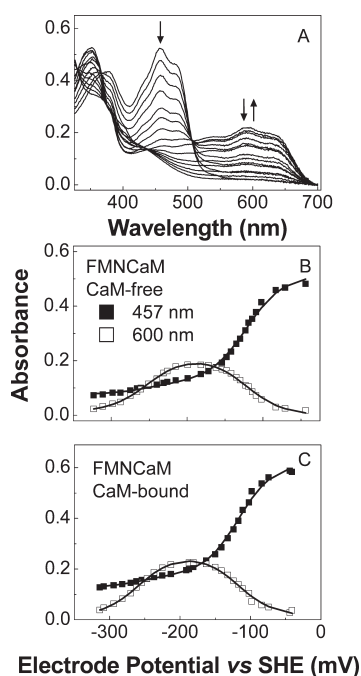 A
0.6
0.4
0.2
0.0
400
500
600
700
Wavelength (nm)
B
0.6
FMNCaM
CaM-free
457 nm
600 nm
0.4
0.2
0.0
Absorbance
C
0.6
FMNCaM
CaM-bound
0.4
0.2
0.0
-300
-200
-100
0
Electrode Potential vs SHE (mV)